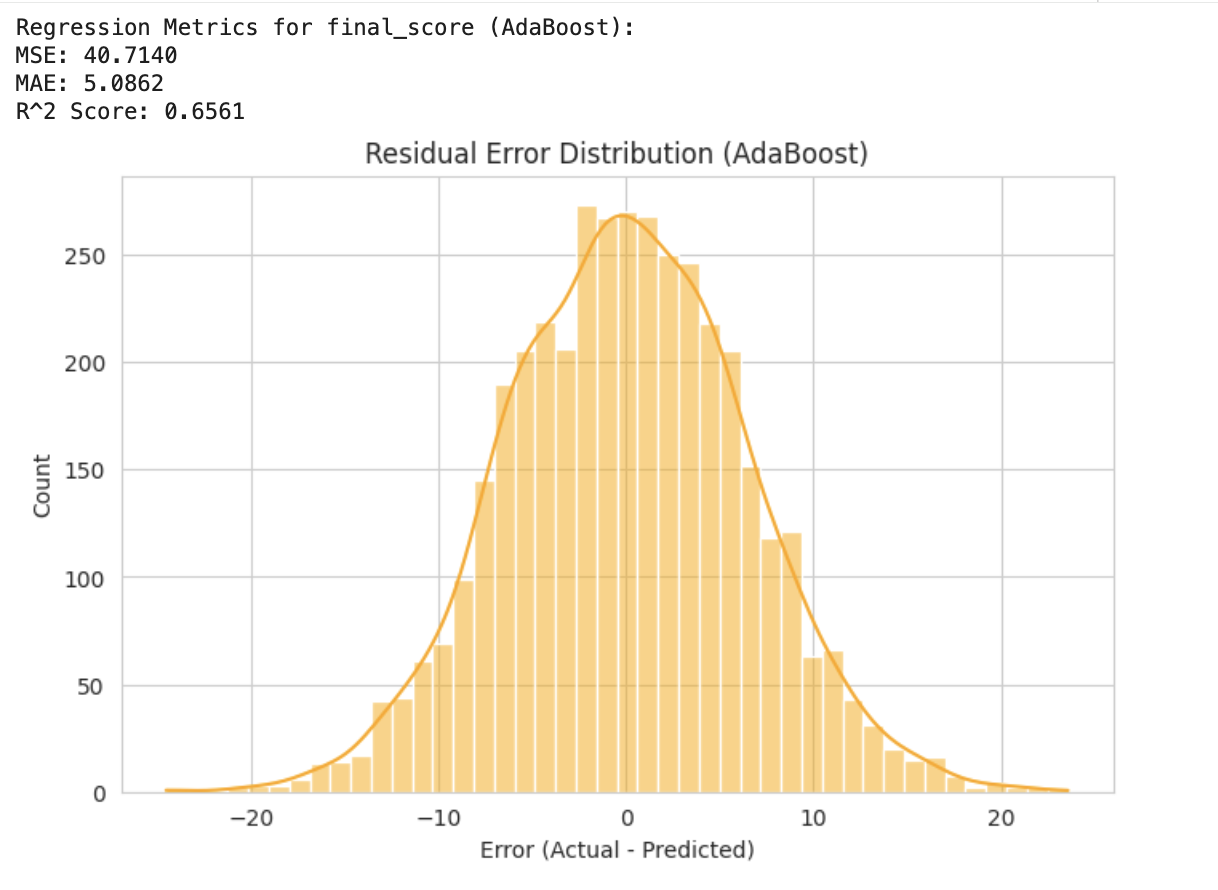 Regression Metrics for final_score (AdaBoost):
MSE: 40.7140
MAE: 5.0862
R^2 Score: 0.6561
Residual Error Distribution (AdaBoost)
250
200
150
100
50
0
Count
−20
−10
0
10
20
Error (Actual - Predicted)